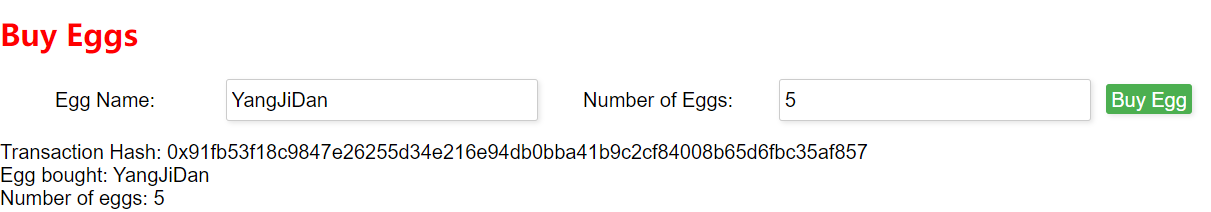 Buy Eggs
Egg Name: YangJiDan Number of Eggs: 5 Buy Egg
Transaction Hash: 0x91fb53f18c9847e26255d34e216e94db0bba41b9c2cf84008b65d6fbc35af857
Egg bought: YangJiDan
Number of eggs: 5